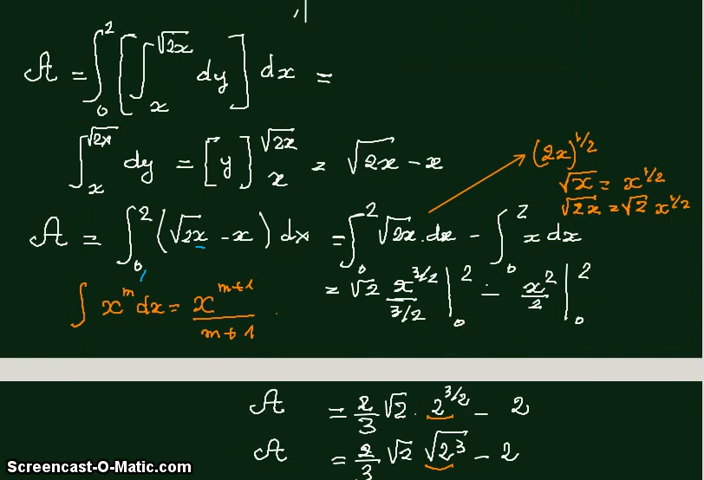 𝒜 = ∫₀² [ ∫ₓ^√2x dy ] dx =
∫ₓ^√2x dy = [ y ]ₓ^√2x = √2x - x
(2x)^1/2
√x = x^1/2
√2x = √2 x^1/2
𝒜 = ∫₀² ( √2x - x ) dx = ∫₀² √2x . dx - ∫₀² x dx
= √2 x^3/2 / 3/2 |₀² - x²/2 |₀²
∫ x^m dx = x^m+1 / m+1
𝒜 = 2/3 √2 . 2^3/2 - 2
𝒜 = 2/3 √2 √2³ - 2
Screencast-O-Matic.com